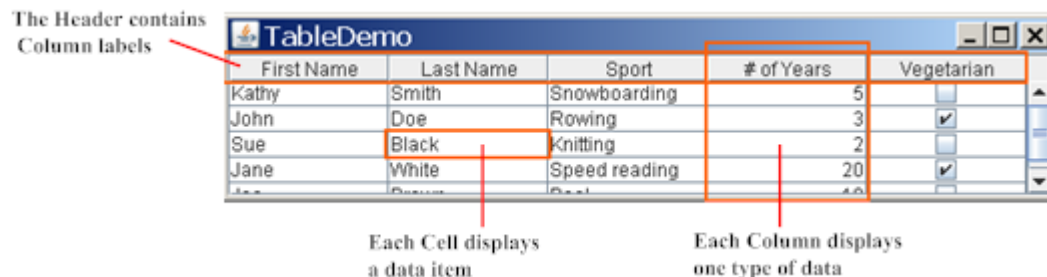 The Header contains
Column labels
TableDemo
First Name Last Name Sport # of Years Vegetarian
Kathy Smith Snowboarding 5
John Doe Rowing 3
Sue Black Knitting 2
Jane White Speed reading 20
Each Cell displays
a data item
Each Column displays
one type of data